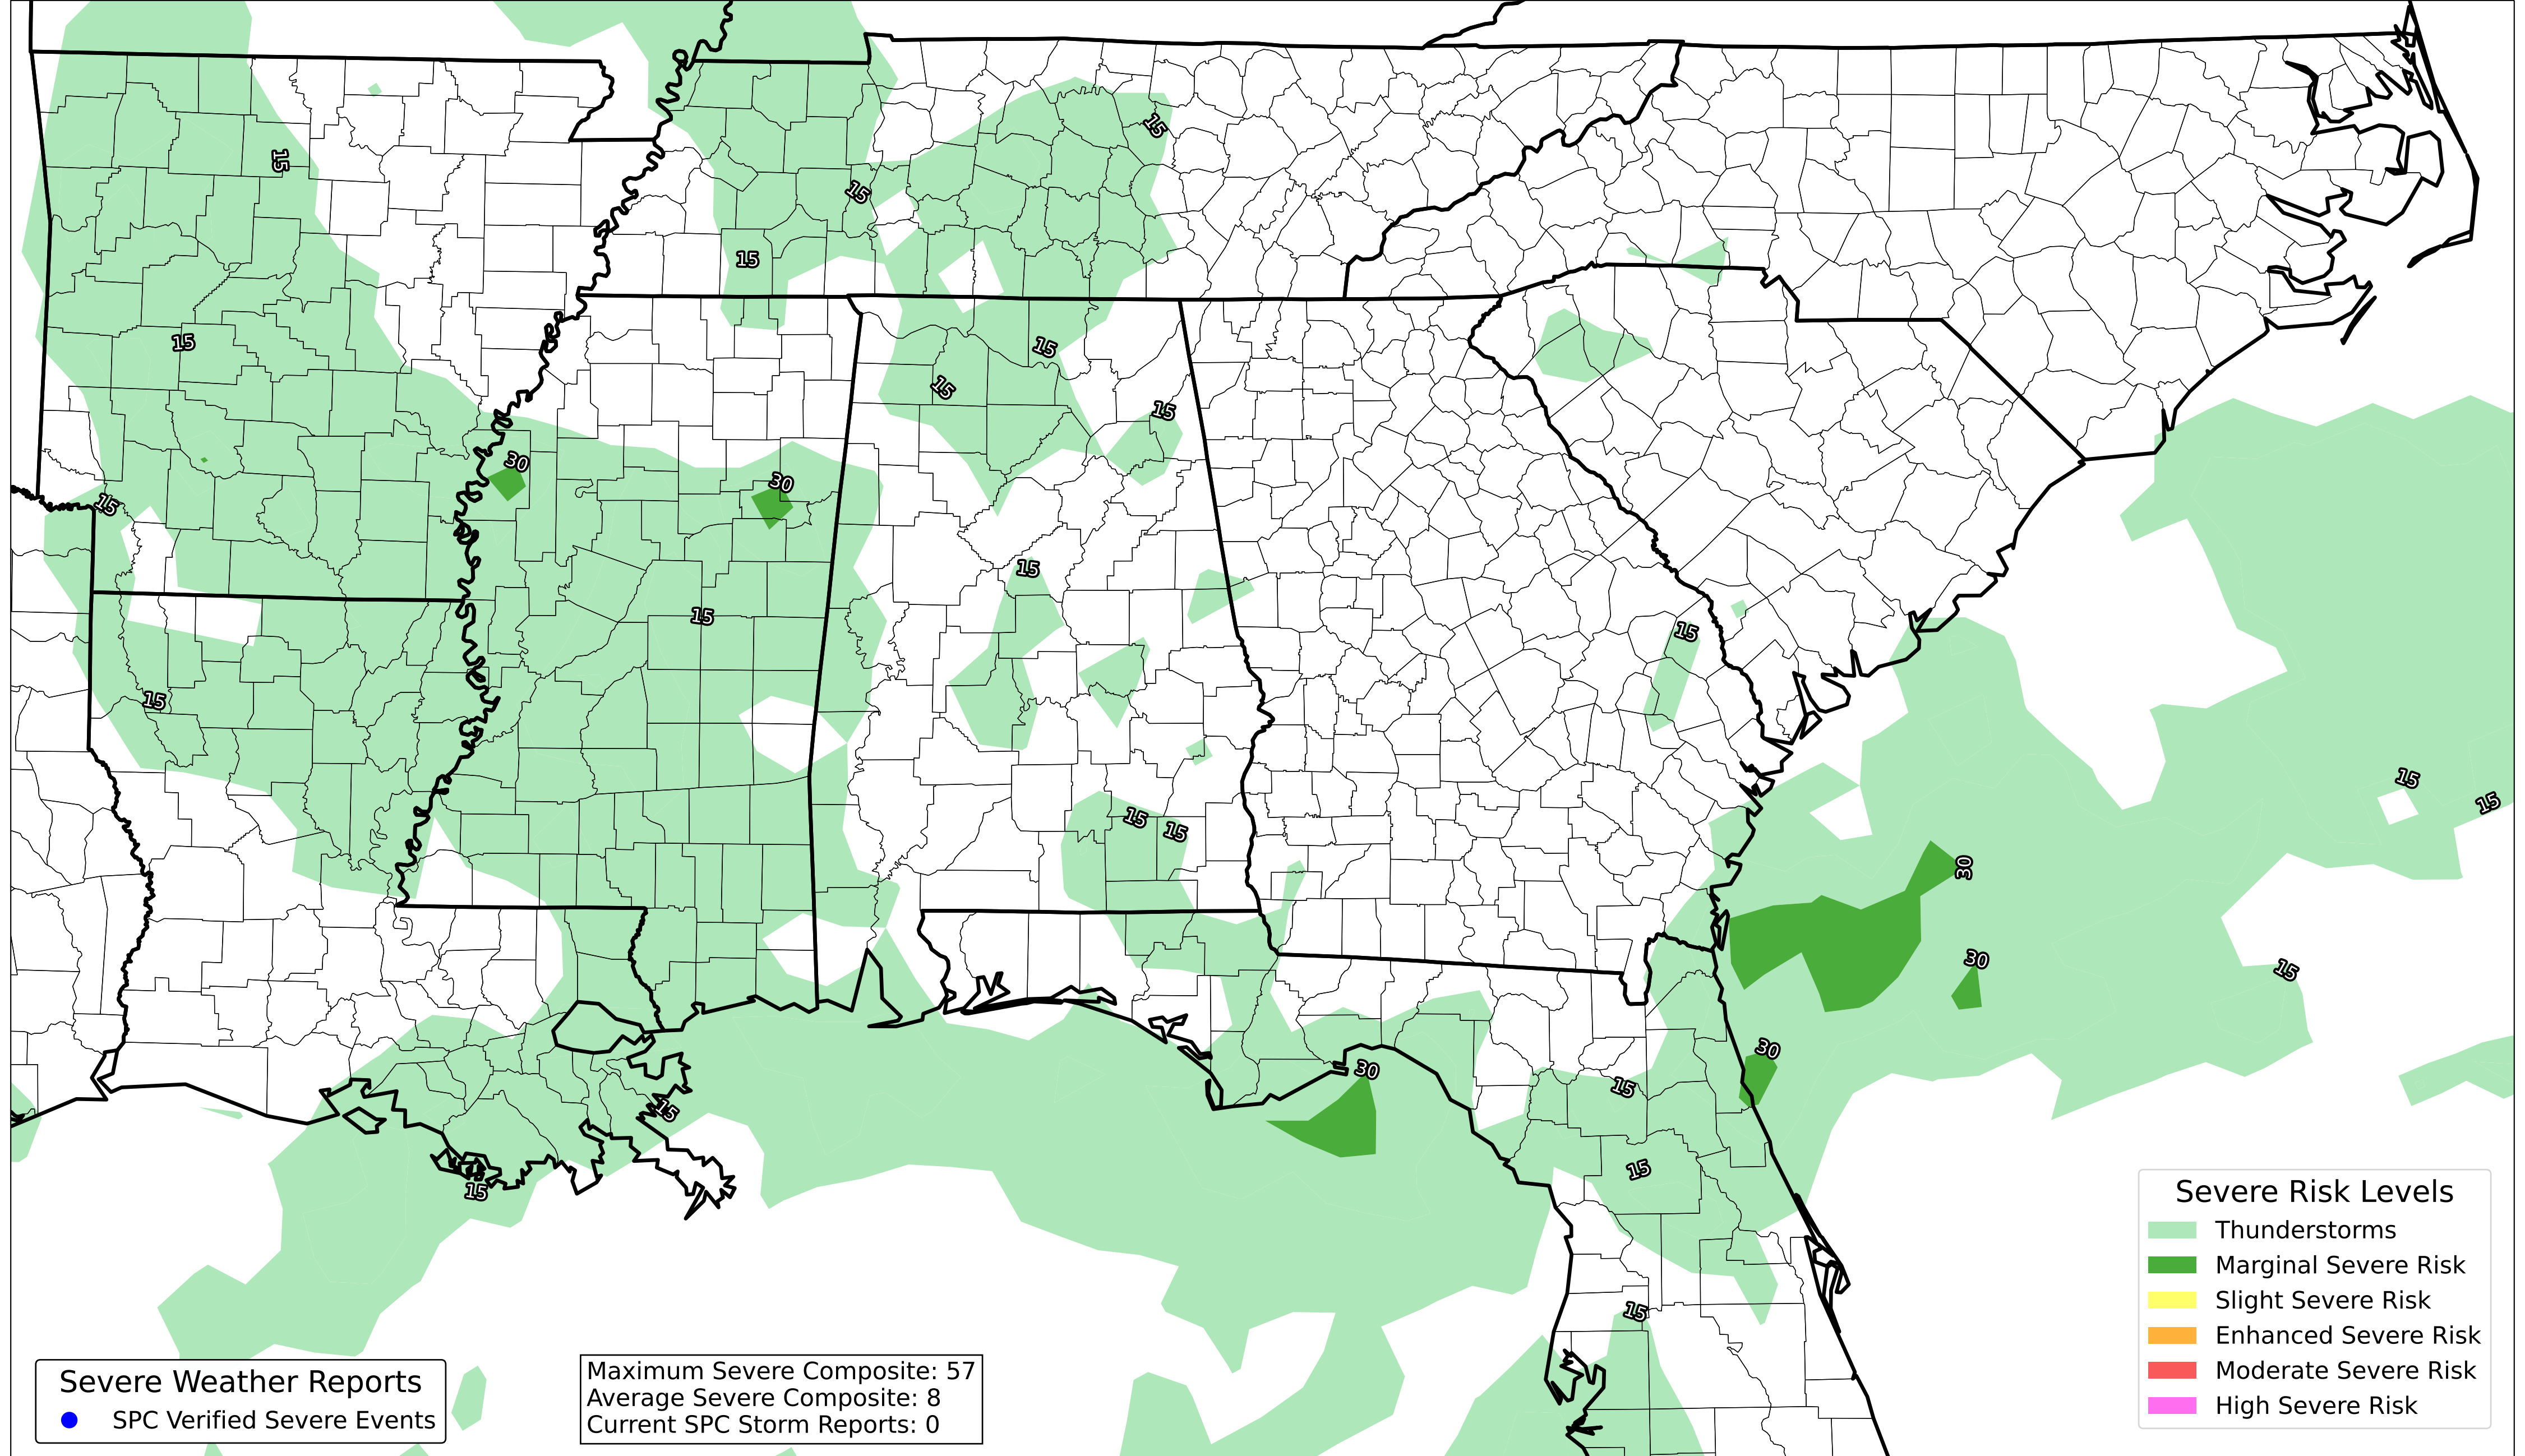 15
15
15
15
15
15
15
15
30
30
15
15
15
15
15
15
15
15
15
30
30
15
30
30
15
15
15
15
15
Severe Weather Reports
SPC Verified Severe Events
Maximum Severe Composite: 57
Average Severe Composite: 8
Current SPC Storm Reports: 0
Severe Risk Levels
Thunderstorms
Marginal Severe Risk
Slight Severe Risk
Enhanced Severe Risk
Moderate Severe Risk
High Severe Risk